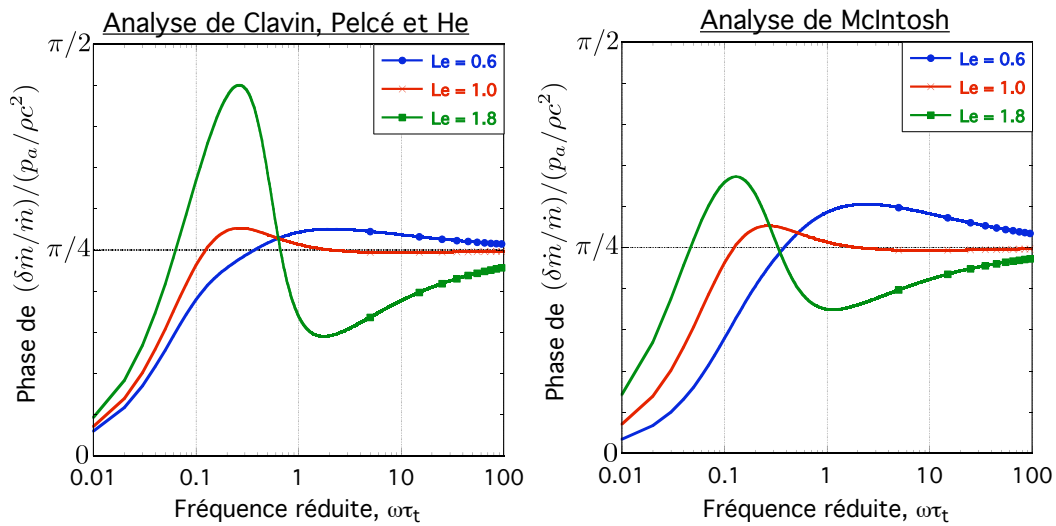 Analyse de Clavin, Pelcé et He
π/2
π/4
0
Phase de (δṁ/ṁ)/(p_a/ρc²)
Le = 0.6
Le = 1.0
Le = 1.8
0.01 0.1 1 10 100
Fréquence réduite, ωτ_t
Analyse de McIntosh
π/2
π/4
0
Phase de (δṁ/ṁ)/(p_a/ρc²)
Le = 0.6
Le = 1.0
Le = 1.8
0.01 0.1 1 10 100
Fréquence réduite, ωτ_t